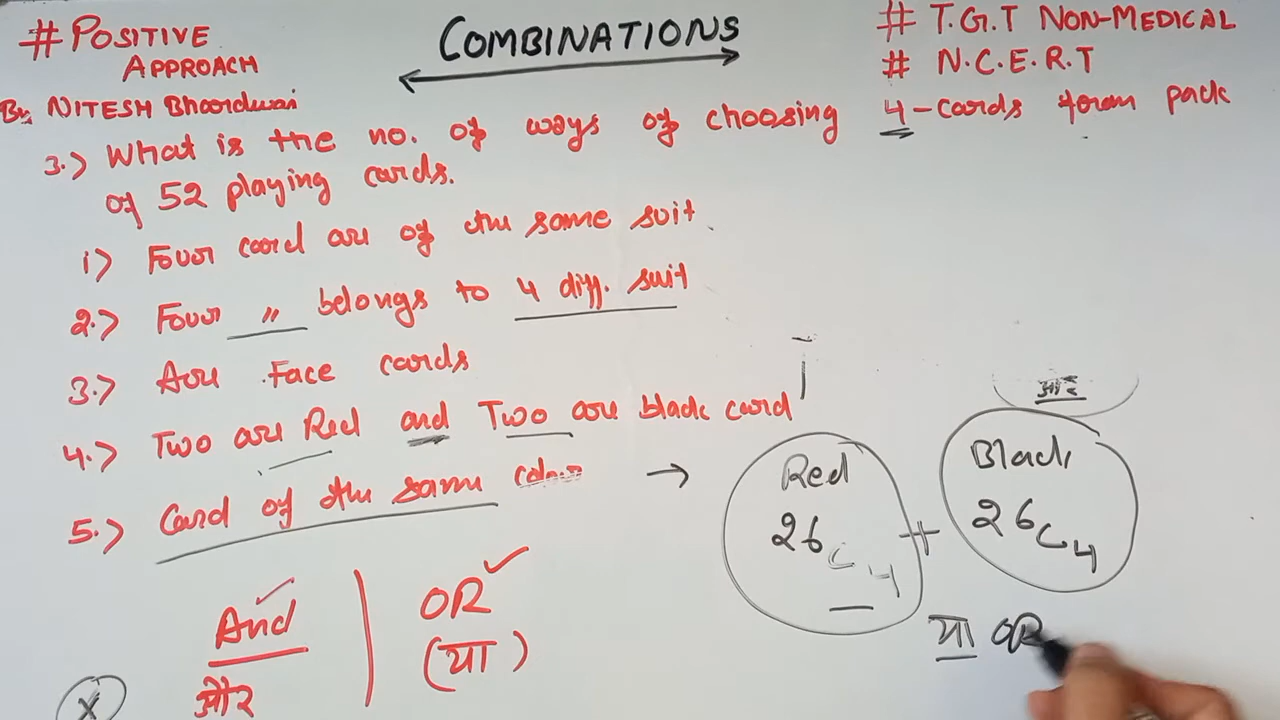 # POSITIVE APPROACH
By NITESH Bhardwaj
COMBINATIONS
# T.G.T NON-MEDICAL
# N.C.E.R.T
3.) What is the no. of ways of choosing 4-cards from pack
of 52 playing cards.
i) Four card are of the same suit.
2.) Four " belongs to 4 diff. suit
3.) Are Face cards
4.) Two are Red and Two are black card
5.) Card of the same colour → Red 26C4 + Black 26C4
और
या OR
And | OR
और | (या)
x